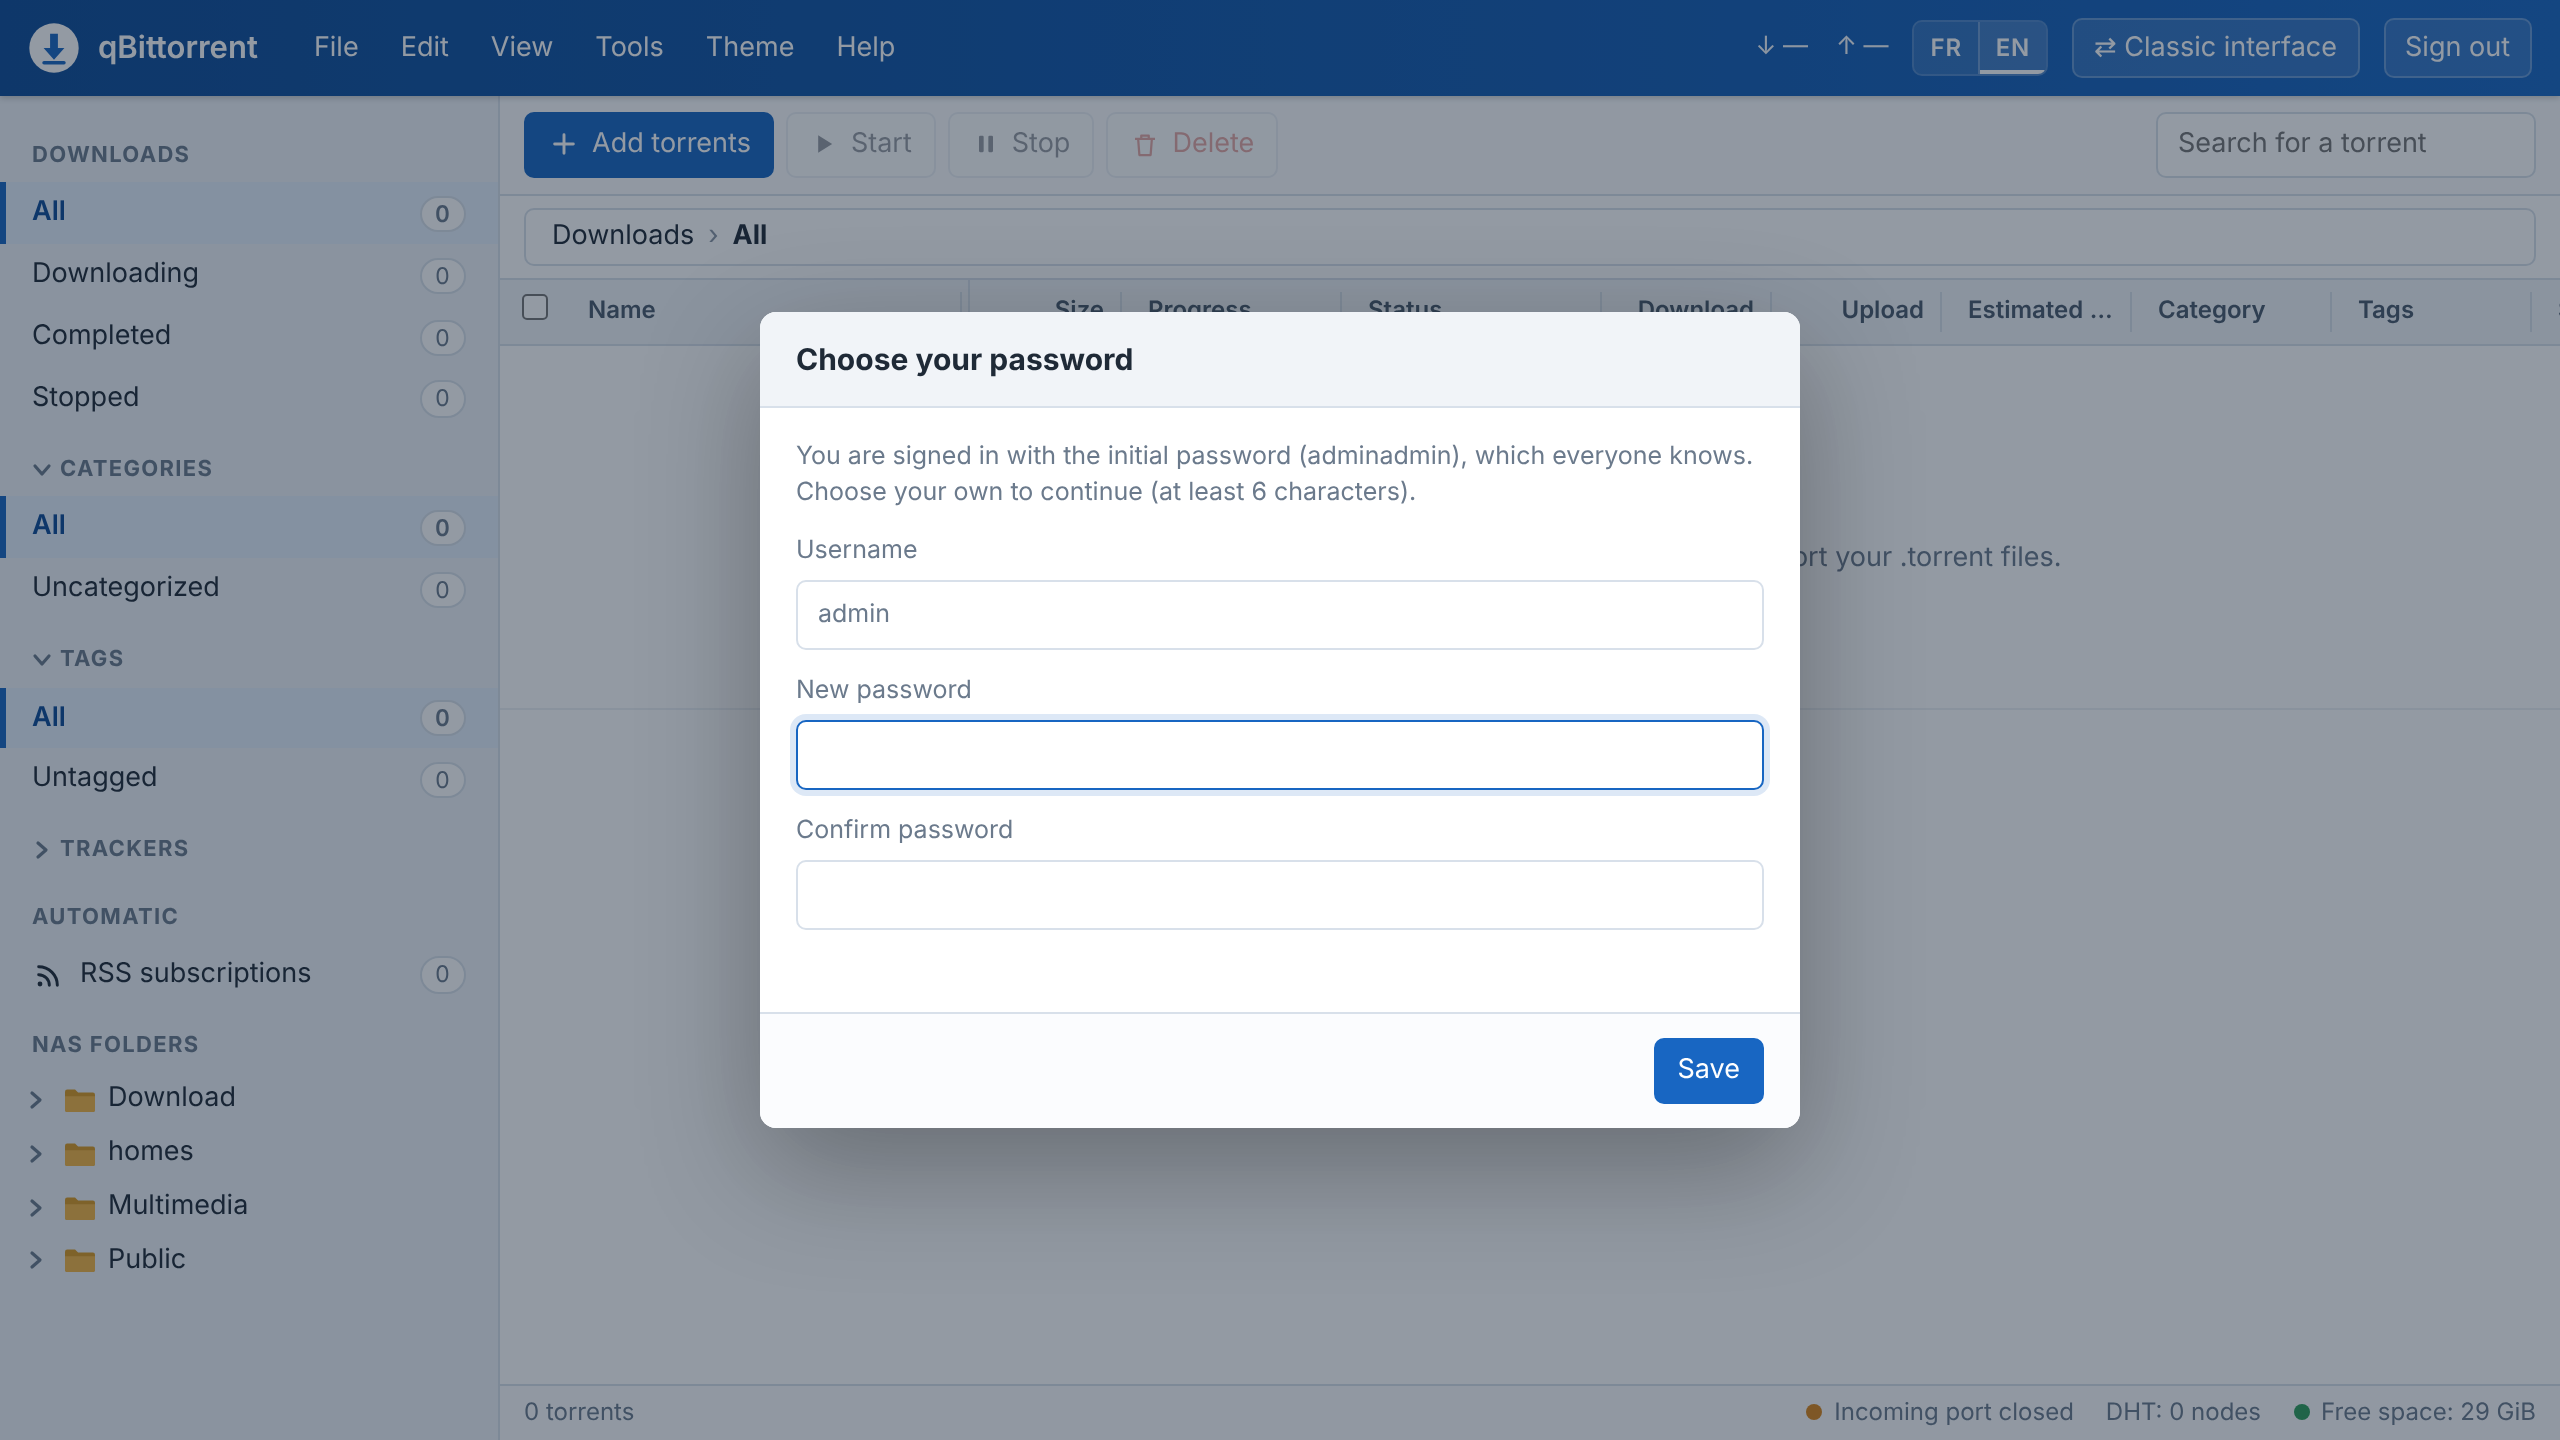 qBittorrent
File
Edit
View
Tools
Theme
Help
↓ —
↑ —
FR
EN
⇄ Classic interface
Sign out
DOWNLOADS
All 0
Downloading 0
Completed 0
Stopped 0
CATEGORIES
All 0
Uncategorized 0
TAGS
All 0
Untagged 0
TRACKERS
AUTOMATIC
RSS subscriptions 0
NAS FOLDERS
Download
homes
Multimedia
Public
+ Add torrents
Start
Stop
Delete
Search for a torrent
Downloads › All
Name
Size
Progress
Status
Download
Upload
Estimated ...
Category
Tags
your .torrent files.
Choose your password
You are signed in with the initial password (adminadmin), which everyone knows.
Choose your own to continue (at least 6 characters).
Username
admin
New password
Confirm password
Save
0 torrents
Incoming port closed
DHT: 0 nodes
Free space: 29 GiB